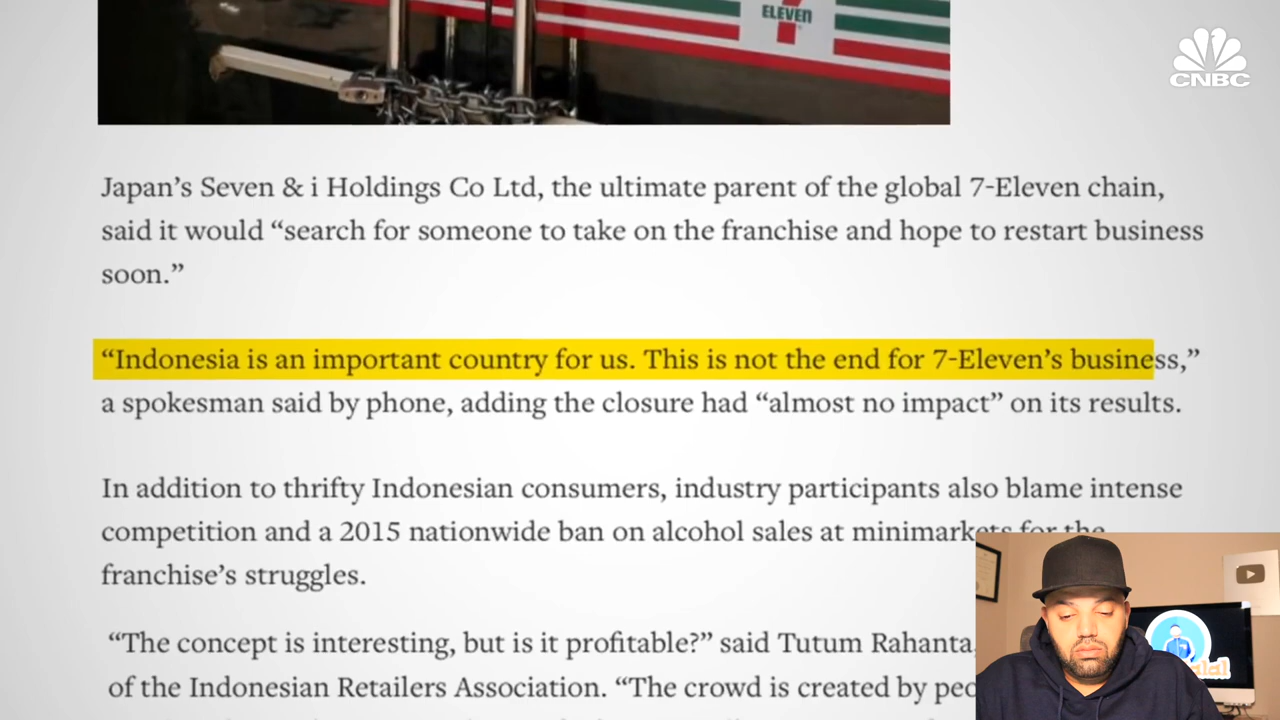 ELEVEN
CNBC
Japan’s Seven & i Holdings Co Ltd, the ultimate parent of the global 7-Eleven chain,
said it would “search for someone to take on the franchise and hope to restart business
soon.”
“Indonesia is an important country for us. This is not the end for 7-Eleven’s business,”
a spokesman said by phone, adding the closure had “almost no impact” on its results.
In addition to thrifty Indonesian consumers, industry participants also blame intense
competition and a 2015 nationwide ban on alcohol sales at minimarkets for the
franchise’s struggles.
“The concept is interesting, but is it profitable?” said Tutum Rahanta,
of the Indonesian Retailers Association. “The crowd is created by